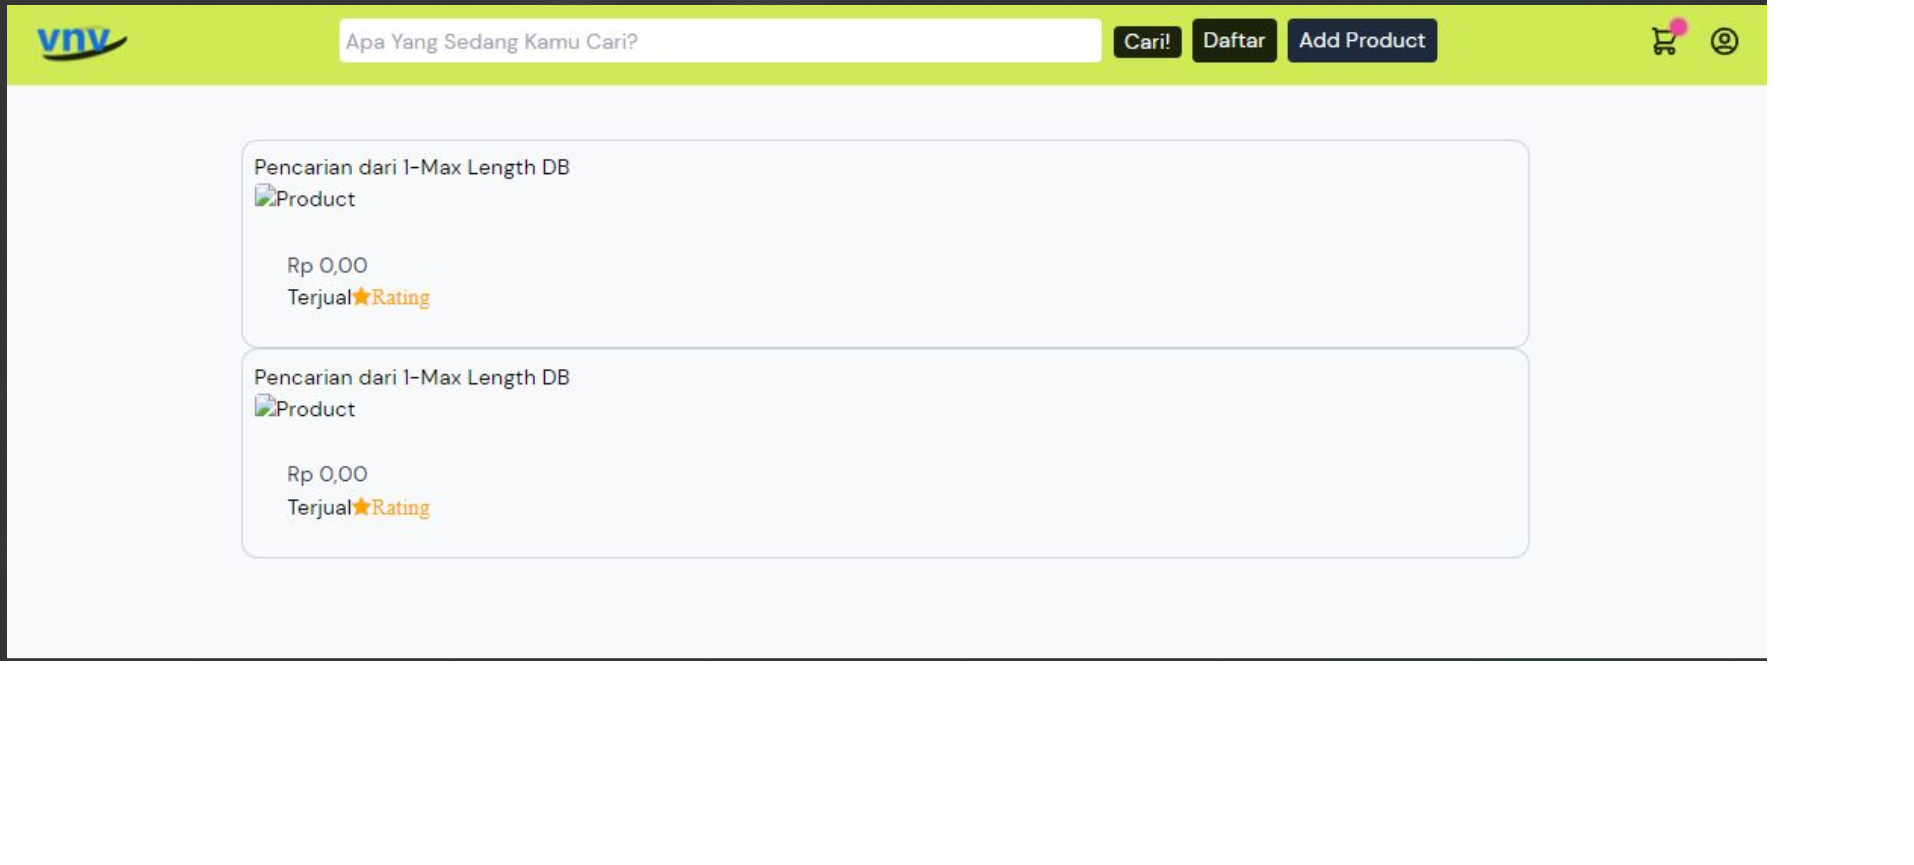 vnv
Apa Yang Sedang Kamu Cari?
Cari!
Daftar
Add Product
Pencarian dari 1-Max Length DB
Product
Rp 0,00
Terjual★Rating
Pencarian dari 1-Max Length DB
Product
Rp 0,00
Terjual★Rating